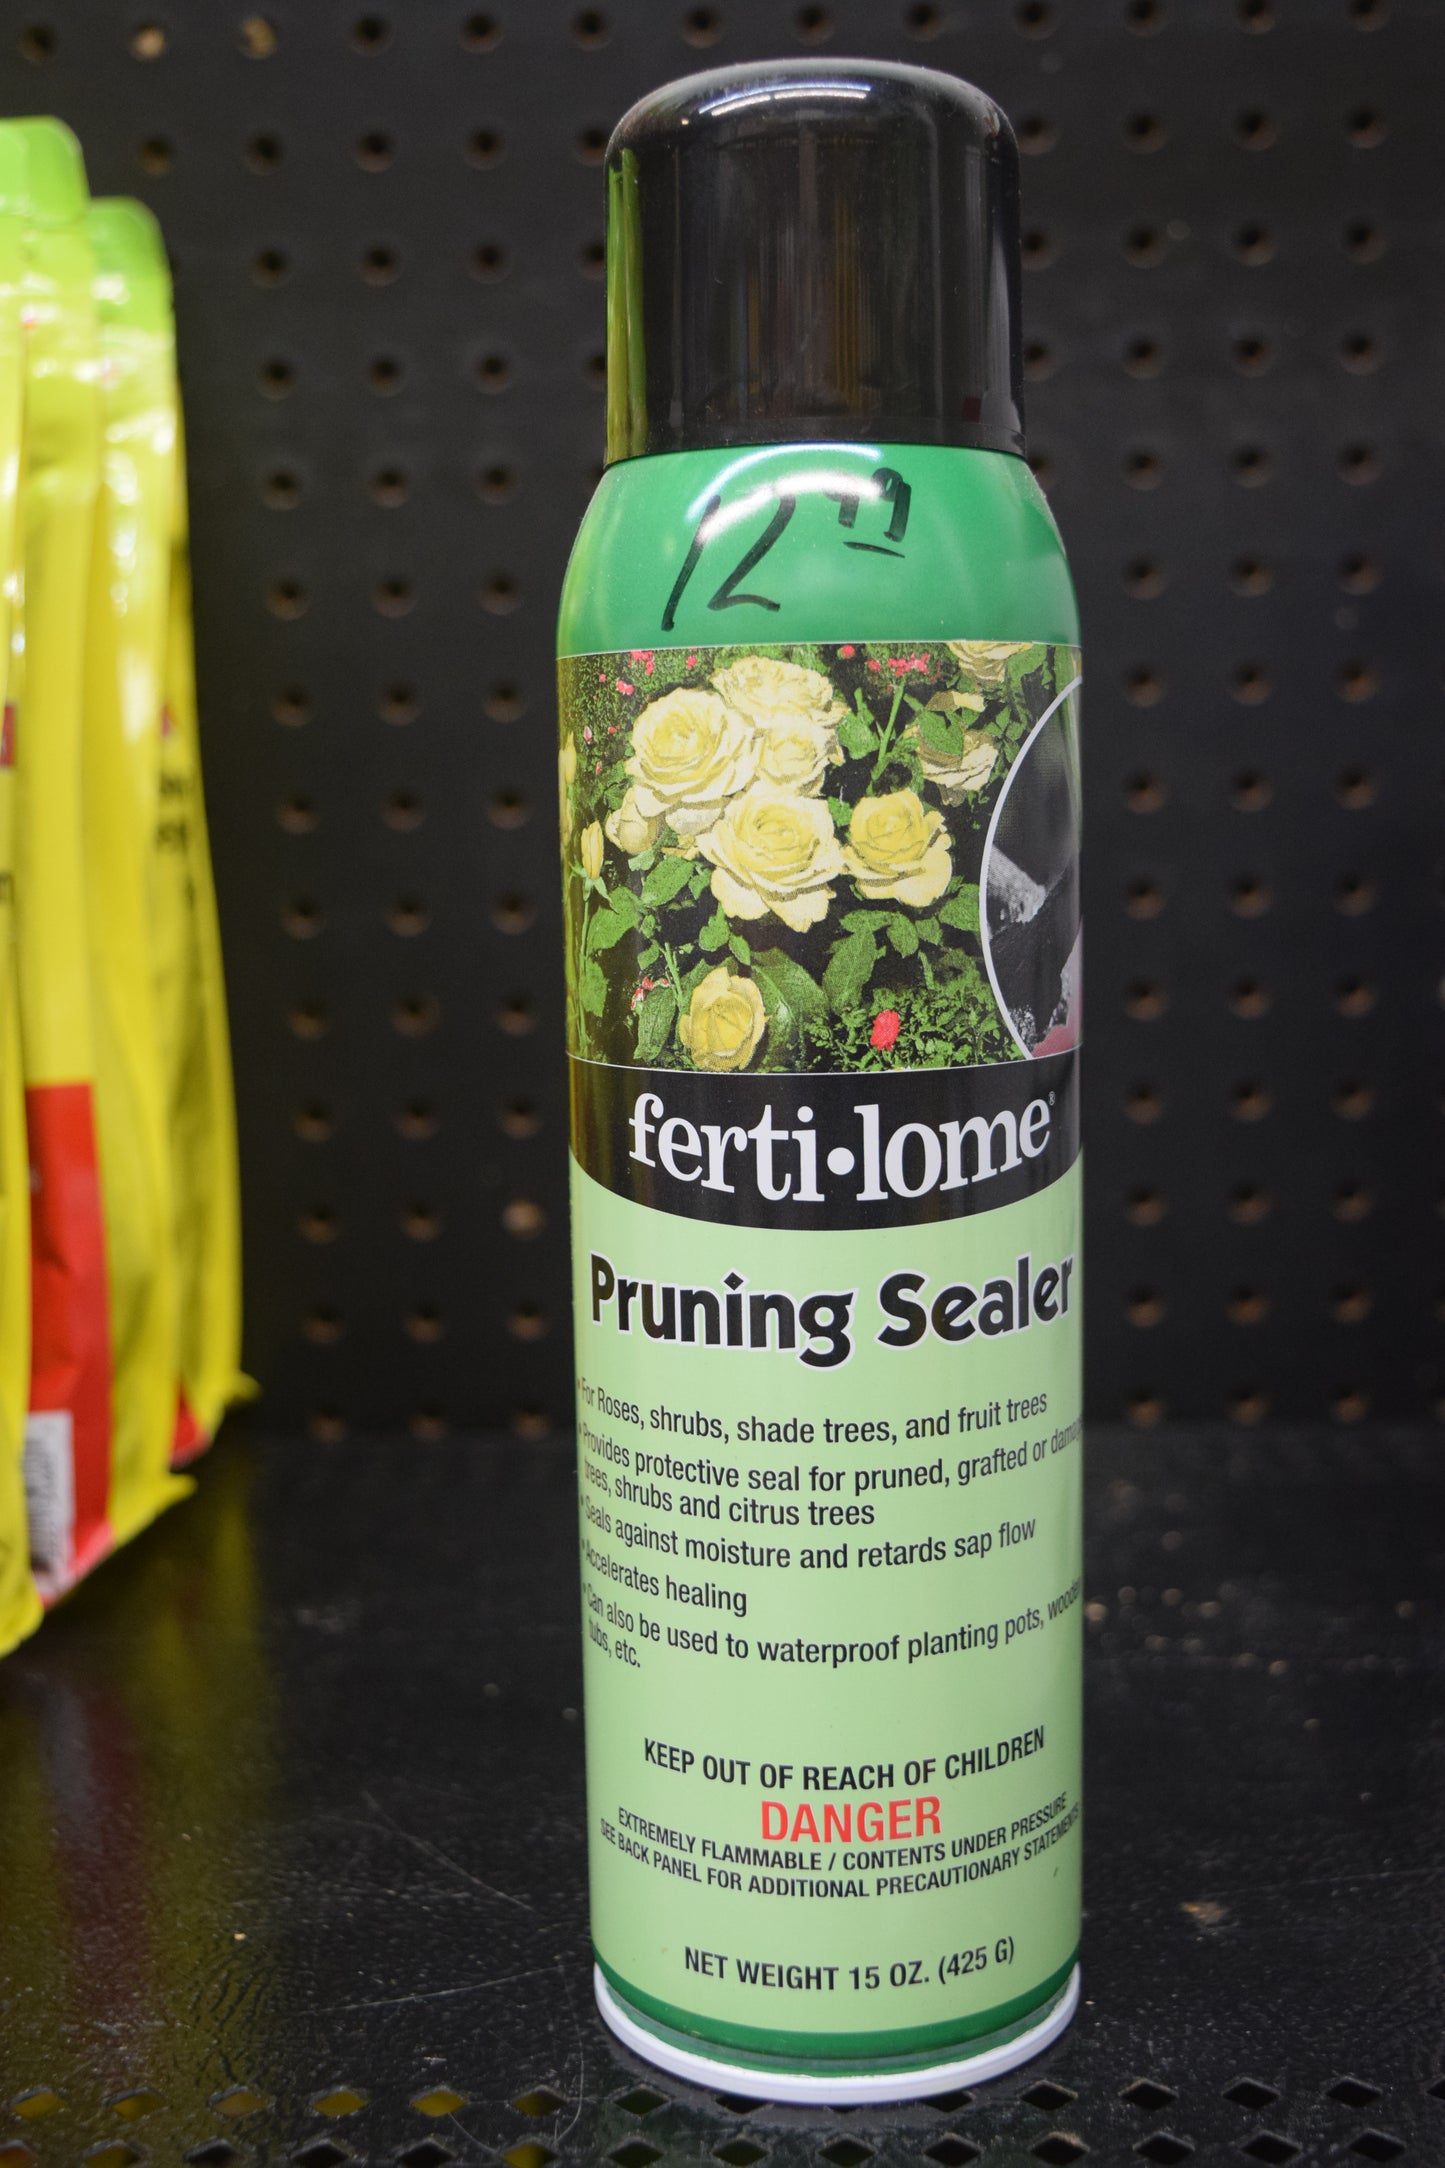 12 99
ferti•lome®
Pruning Sealer
• For Roses, shrubs, shade trees, and fruit trees
• Provides protective seal for pruned, grafted or
trees, shrubs and citrus trees
• Seals against moisture and retards sap flow
• Accelerates healing
• Can also be used to waterproof planting pots, wooden
tubs, etc.
KEEP OUT OF REACH OF CHILDREN
DANGER
EXTREMELY FLAMMABLE / CONTENTS UNDER PRESSURE
SEE BACK PANEL FOR ADDITIONAL PRECAUTIONARY STATEMENTS
NET WEIGHT 15 OZ. (425 G)